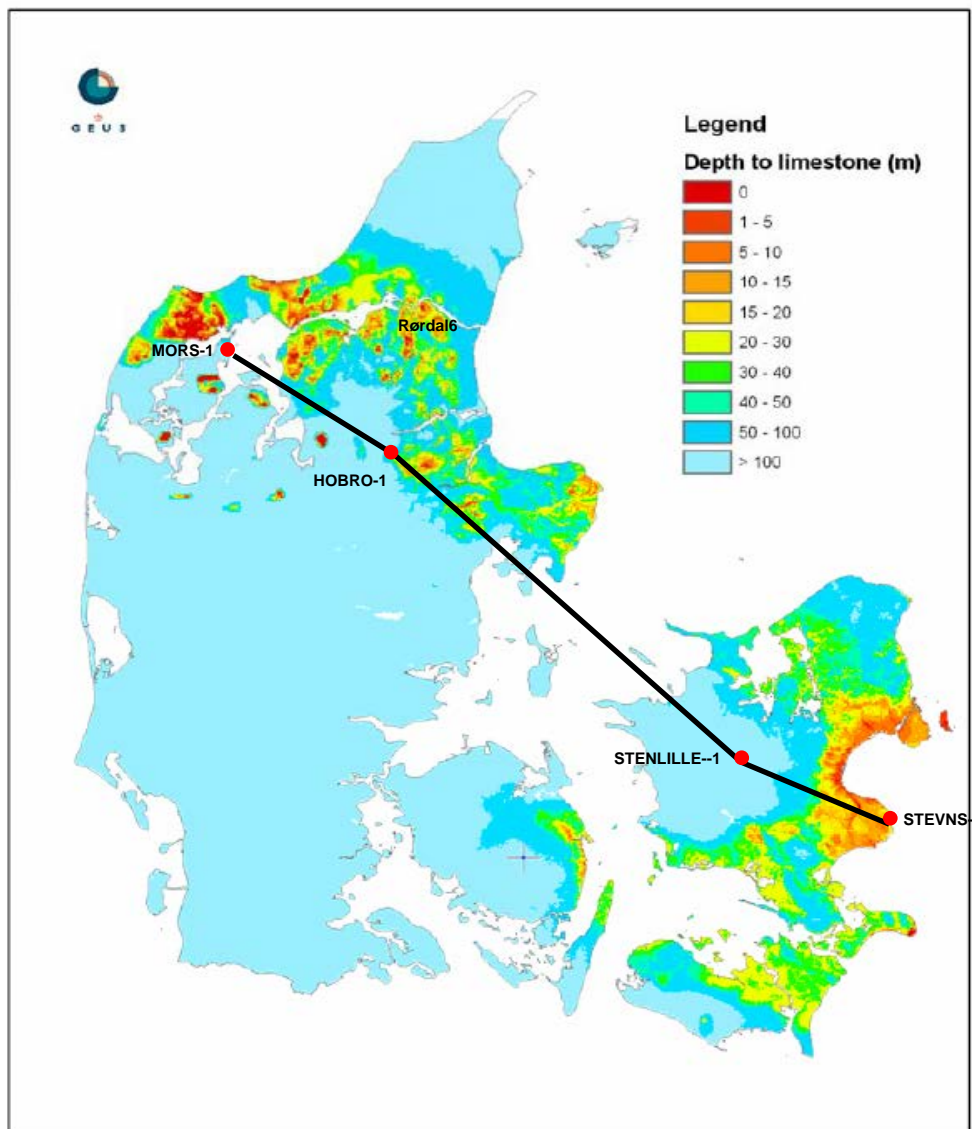 GEUS
Legend
Depth to limestone (m)
0
1 - 5
5 - 10
10 - 15
15 - 20
20 - 30
30 - 40
40 - 50
50 - 100
> 100
Rørdal6
MORS-1
HOBRO-1
STENLILLE--1
STEVNS-